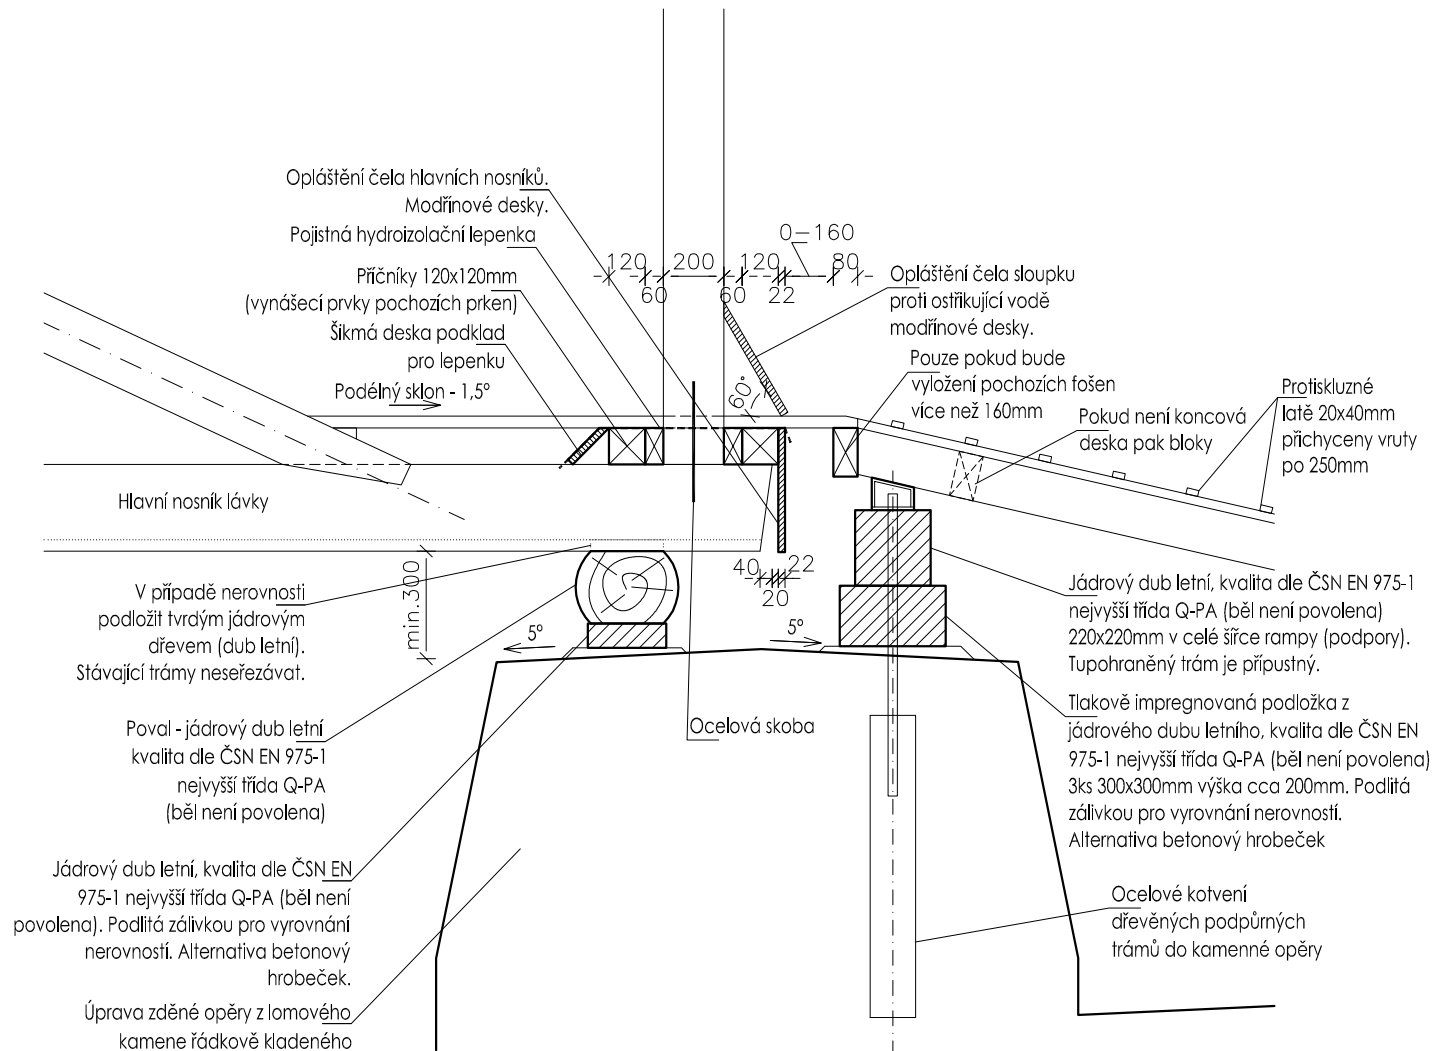 Opláštění čela hlavních nosníků.
Modřínové desky.
Pojistná hydroizolační lepenka
Příčníky 120x120mm
(vynášecí prvky pochozích prken)
Šikmá deska podklad
pro lepenku
Podélný sklon - 1,5°
0-160
120
200
120
80
60
60
22
Opláštění čela sloupku
proti ostřikující vodě
modřínové desky.
60°
Pouze pokud bude
vyložení pochozích fošen
více než 160mm
Pokud není koncová
deska pak bloky
Protiskluzné
latě 20x40mm
přichyceny vruty
po 250mm
Hlavní nosník lávky
min.300
40
22
20
5°
5°
V případě nerovnosti
podložit tvrdým jádrovým
dřevem (dub letní).
Stávající trámy neseřezávat.
Poval - jádrový dub letní
kvalita dle ČSN EN 975-1
nejvyšší třída Q-PA
(běl není povolena)
Jádrový dub letní, kvalita dle ČSN EN
975-1 nejvyšší třída Q-PA (běl není
povolena). Podlitá zálivkou pro vyrovnání
nerovností. Alternativa betonový
hrobeček.
Úprava zděné opěry z lomového
kamene řádkově kladeného
Ocelová skoba
Jádrový dub letní, kvalita dle ČSN EN 975-1
nejvyšší třída Q-PA (běl není povolena)
220x220mm v celé šířce rampy (podpory).
Tupohraněný trám je přípustný.
Tlakově impregnovaná podložka z
jádrového dubu letního, kvalita dle ČSN EN
975-1 nejvyšší třída Q-PA (běl není povolena)
3ks 300x300mm výška cca 200mm. Podlitá
zálivkou pro vyrovnání nerovností.
Alternativa betonový hrobeček
Ocelové kotvení
dřevěných podpůrných
trámů do kamenné opěry